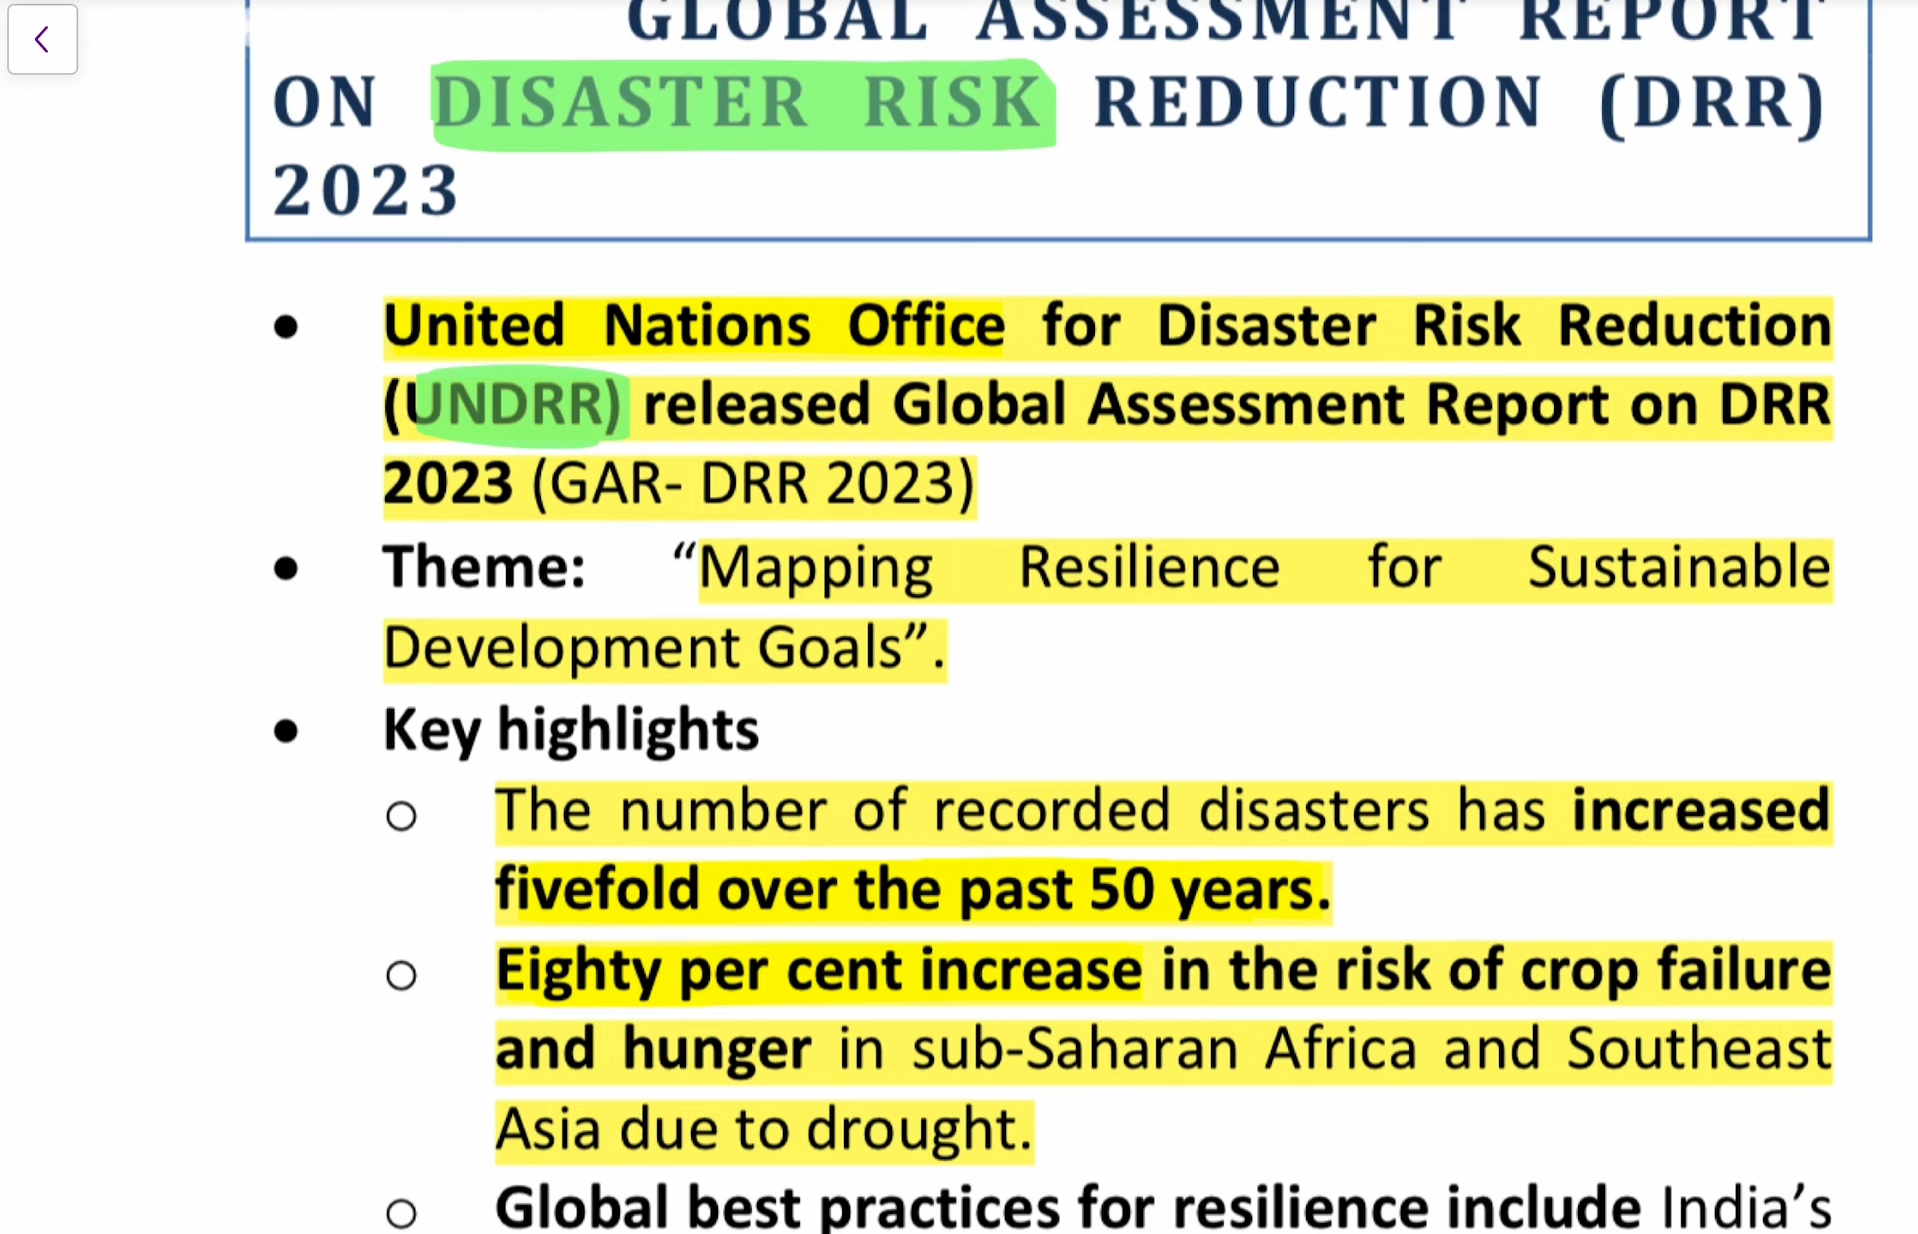 GLOBAL ASSESSMENT REPORT
ON DISASTER RISK REDUCTION (DRR)
2023
• United Nations Office for Disaster Risk Reduction
(UNDRR) released Global Assessment Report on DRR
2023 (GAR- DRR 2023)
• Theme: “Mapping Resilience for Sustainable
Development Goals”.
• Key highlights
○ The number of recorded disasters has increased
fivefold over the past 50 years.
○ Eighty per cent increase in the risk of crop failure
and hunger in sub-Saharan Africa and Southeast
Asia due to drought.
○ Global best practices for resilience include India’s